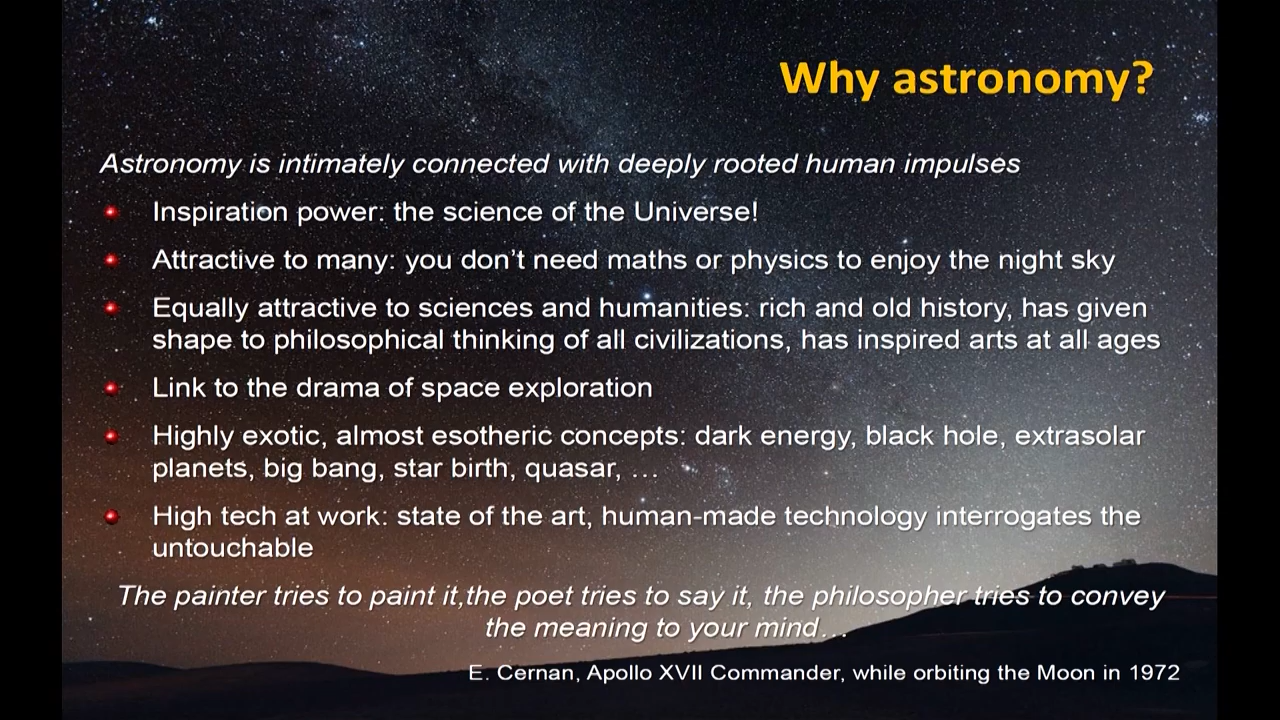 Why astronomy?
Astronomy is intimately connected with deeply rooted human impulses
Inspiration power: the science of the Universe!
Attractive to many: you don’t need maths or physics to enjoy the night sky
Equally attractive to sciences and humanities: rich and old history, has given
shape to philosophical thinking of all civilizations, has inspired arts at all ages
Link to the drama of space exploration
Highly exotic, almost esotheric concepts: dark energy, black hole, extrasolar
planets, big bang, star birth, quasar, …
High tech at work: state of the art, human-made technology interrogates the
untouchable
The painter tries to paint it,the poet tries to say it, the philosopher tries to convey
the meaning to your mind…
E. Cernan, Apollo XVII Commander, while orbiting the Moon in 1972